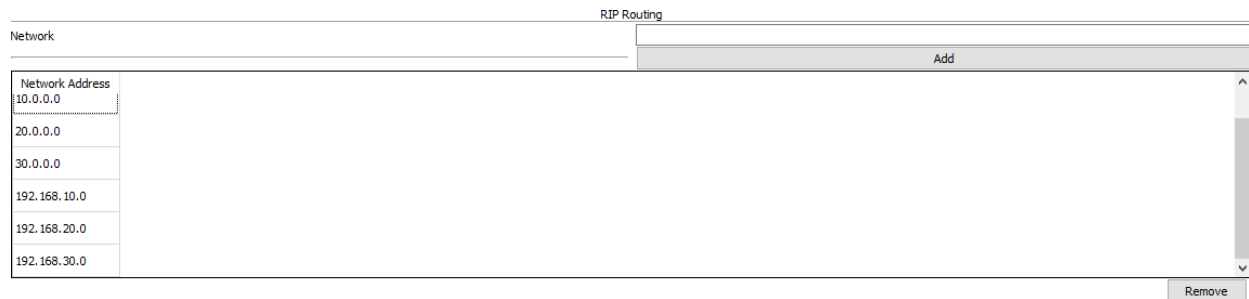 RIP Routing
Network
Add
Network Address
10.0.0.0
20.0.0.0
30.0.0.0
192.168.10.0
192.168.20.0
192.168.30.0
Remove